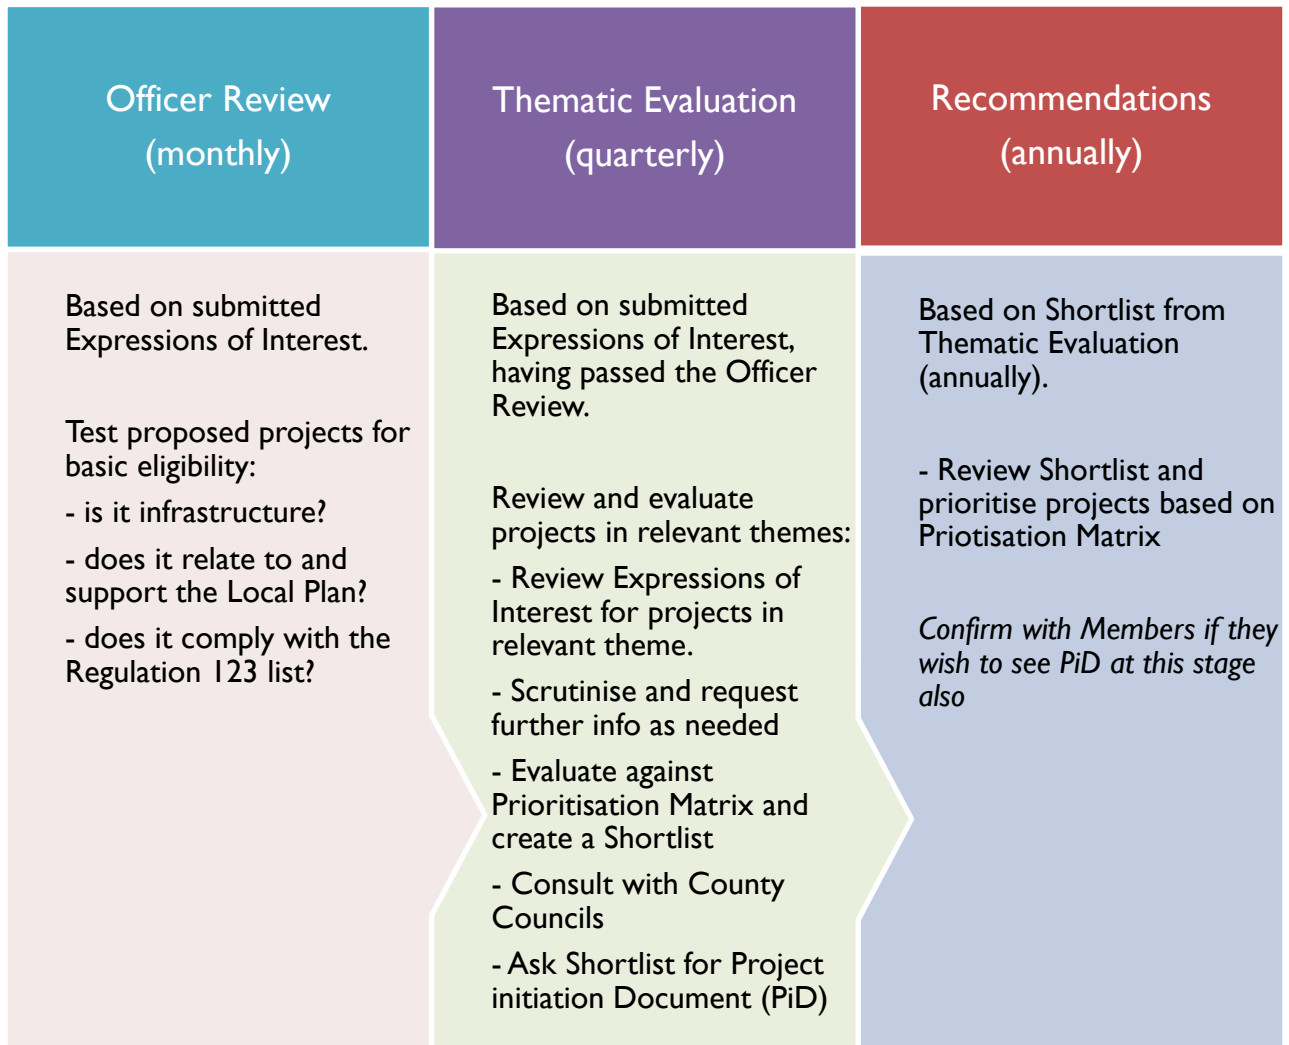 Officer Review
(monthly)
Based on submitted
Expressions of Interest.
Test proposed projects for
basic eligibility:
- is it infrastructure?
- does it relate to and
support the Local Plan?
- does it comply with the
Regulation 123 list?
Thematic Evaluation
(quarterly)
Based on submitted
Expressions of Interest,
having passed the Officer
Review.
Review and evaluate
projects in relevant themes:
- Review Expressions of
Interest for projects in
relevant theme.
- Scrutinise and request
further info as needed
- Evaluate against
Prioritisation Matrix and
create a Shortlist
- Consult with County
Councils
- Ask Shortlist for Project
initiation Document (PiD)
Recommendations
(annually)
Based on Shortlist from
Thematic Evaluation
(annually).
- Review Shortlist and
prioritise projects based on
Priotisation Matrix
Confirm with Members if they
wish to see PiD at this stage
also